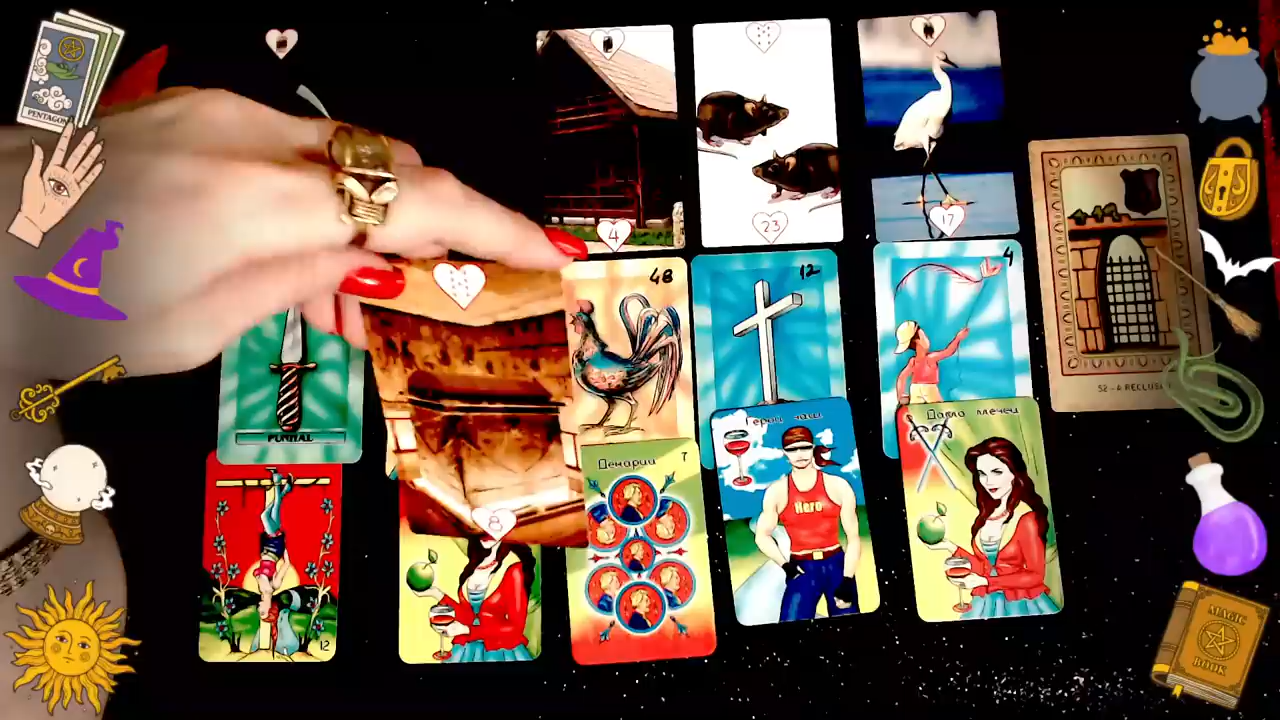 PENTAGON
4
23
17
48
12
4
52-A RECLUS
PUNHAL
8
Денарии 7
Герой чаш
Hero
Дама мечей
12
MAGIC
BOOK